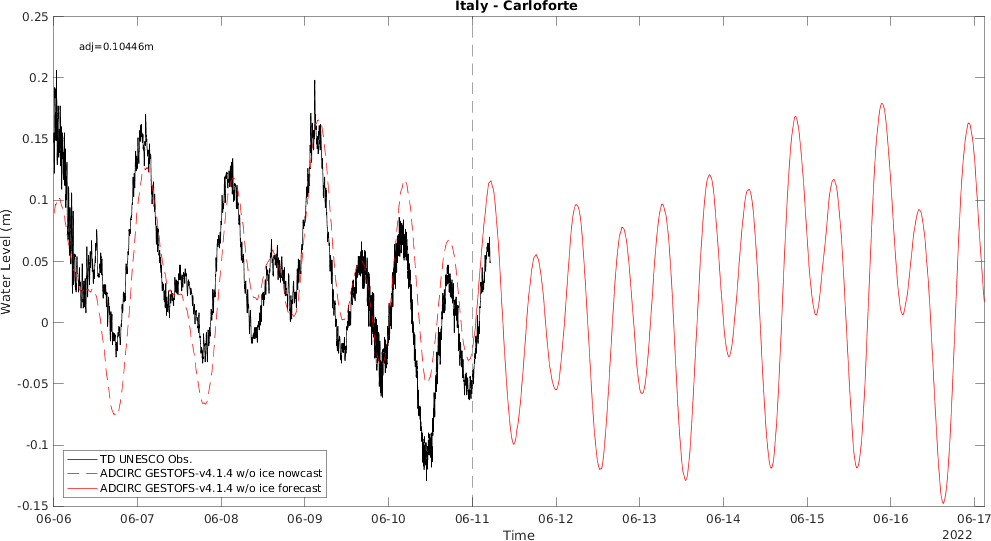 Italy - Carloforte
adj=0.10446m
0.25
0.2
0.15
0.1
0.05
0
-0.05
-0.1
-0.15
Water Level (m)
TD UNESCO Obs.
ADCIRC GESTOFS-v4.1.4 w/o ice nowcast
ADCIRC GESTOFS-v4.1.4 w/o ice forecast
06-06 06-07 06-08 06-09 06-10 06-11 06-12 06-13 06-14 06-15 06-16 06-17
Time
2022